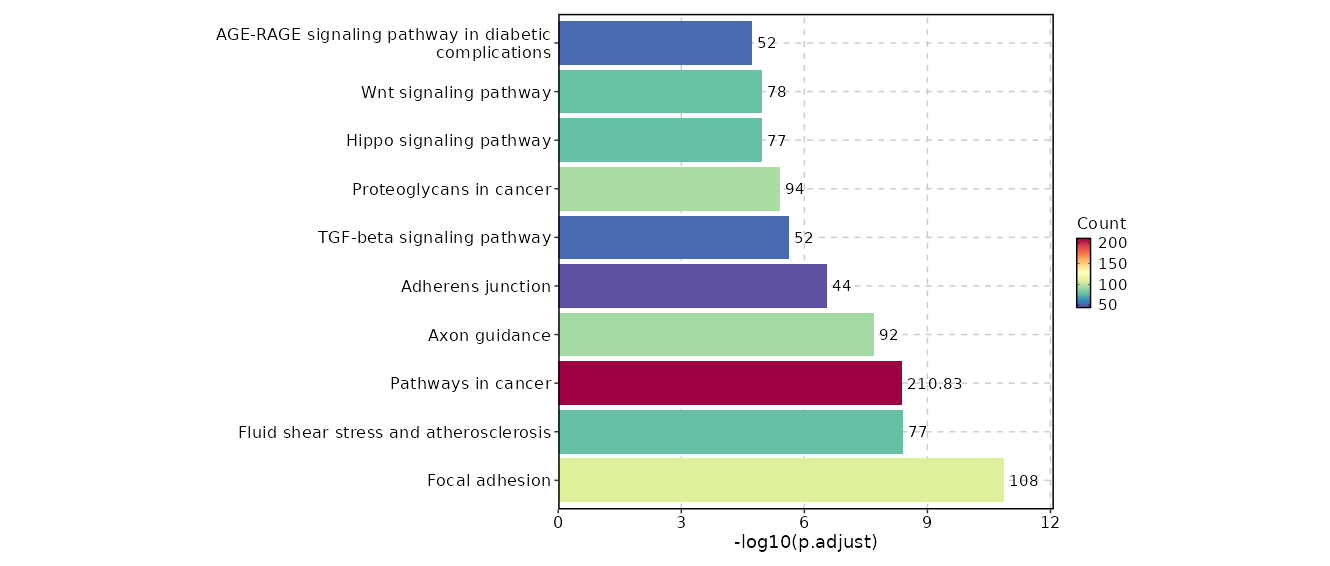 AGE-RAGE signaling pathway in diabetic
complications
52
Wnt signaling pathway
78
Hippo signaling pathway
77
Proteoglycans in cancer
94
TGF-beta signaling pathway
52
Adherens junction
44
Axon guidance
92
Pathways in cancer
210.83
Fluid shear stress and atherosclerosis
77
Focal adhesion
108
0
3
6
9
12
-log10(p.adjust)
Count
200
150
100
50